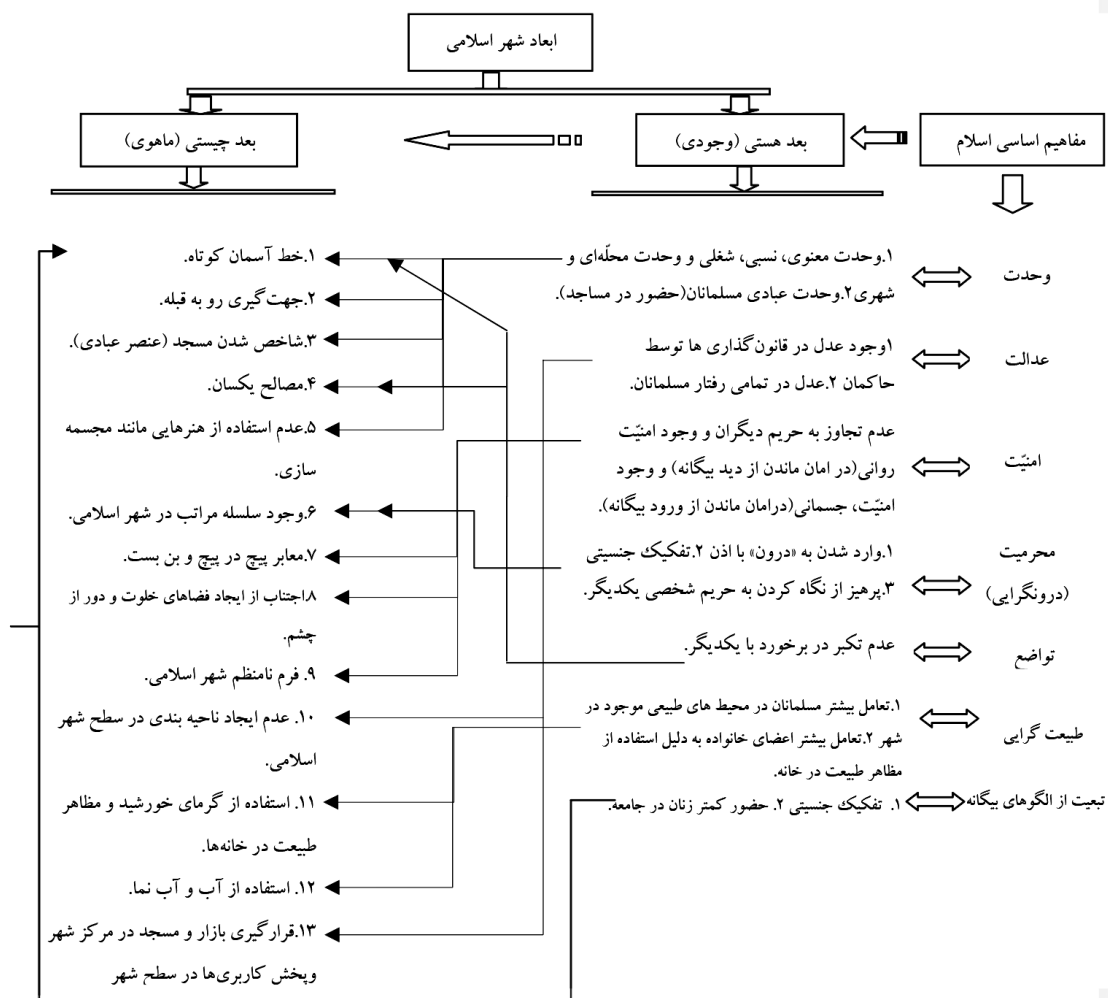 ابعاد شهر اسلامی
مفاهیم اساسی اسلام
بعد هستی (وجودی)
بعد چیستی (ماهوی)
وحدت
۱.وحدت معنوی، نسبی، شغلی و وحدت محلّه‌ای و
شهری۲.وحدت عبادی مسلمانان(حضور در مساجد).
عدالت
۱وجود عدل در قانون‌گذاری ها توسط
حاکمان ۲.عدل در تمامی رفتار مسلمانان.
امنیّت
عدم تجاوز به حریم دیگران و وجود امنیّت
روانی(در امان ماندن از دید بیگانه) و وجود
امنیّت، جسمانی(درامان ماندن از ورود بیگانه).
محرمیت
(درونگرایی)
۱.وارد شدن به «درون» با اذن ۲.تفکیک جنسیتی
۳.پرهیز از نگاه کردن به حریم شخصی یکدیگر.
تواضع
عدم تکبر در برخورد با یکدیگر.
طبیعت گرایی
۱.تعامل بیشتر مسلمانان در محیط های طبیعی موجود در
شهر ۲.تعامل بیشتر اعضای خانواده به دلیل استفاده از
مظاهر طبیعت در خانه.
تبعیت از الگوهای بیگانه
۱. تفکیک جنسیتی ۲. حضور کمتر زنان در جامعه.
۱.خط آسمان کوتاه.
۲.جهت‌گیری رو به قبله.
۳.شاخص شدن مسجد (عنصر عبادی).
۴.مصالح یکسان.
۵.عدم استفاده از هنرهایی مانند مجسمه
سازی.
۶.وجود سلسله مراتب در شهر اسلامی.
۷.معابر پیچ در پیچ و بن بست.
۸.اجتناب از ایجاد فضاهای خلوت و دور از
چشم.
۹. فرم نامنظم شهر اسلامی.
۱۰. عدم ایجاد ناحیه بندی در سطح شهر
اسلامی.
۱۱. استفاده از گرمای خورشید و مظاهر
طبیعت در خانه‌ها.
۱۲. استفاده از آب و آب نما.
۱۳.قرارگیری بازار و مسجد در مرکز شهر
وپخش کاربری‌ها در سطح شهر